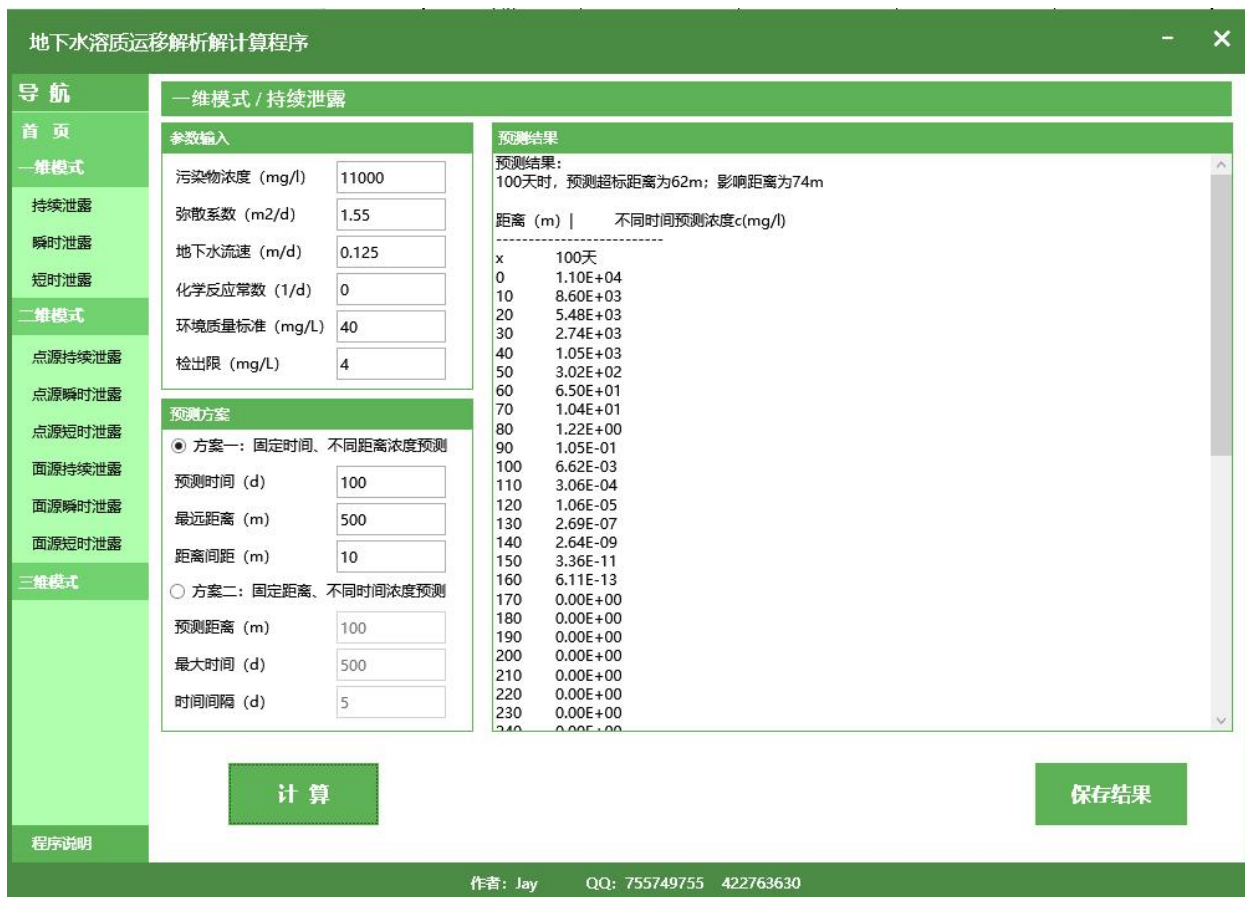 地下水溶质运移解析解计算程序
导 航
首 页
一维模式
持续泄露
瞬时泄露
短时泄露
二维模式
点源持续泄露
点源瞬时泄露
点源短时泄露
面源持续泄露
面源瞬时泄露
面源短时泄露
三维模式
程序说明
一维模式 / 持续泄露
参数输入
污染物浓度（mg/l） 11000
弥散系数（m2/d） 1.55
地下水流速（m/d） 0.125
化学反应常数（1/d） 0
环境质量标准（mg/L） 40
检出限（mg/L） 4
预测方案
方案一：固定时间、不同距离浓度预测
预测时间（d） 100
最远距离（m） 500
距离间距（m） 10
方案二：固定距离、不同时间浓度预测
预测距离（m） 100
最大时间（d） 500
时间间隔（d） 5
预测结果
预测结果：
100天时，预测超标距离为62m；影响距离为74m
距离（m）| 不同时间预测浓度c(mg/l)
--------------------------
x 100天
0 1.10E+04
10 8.60E+03
20 5.48E+03
30 2.74E+03
40 1.05E+03
50 3.02E+02
60 6.50E+01
70 1.04E+01
80 1.22E+00
90 1.05E-01
100 6.62E-03
110 3.06E-04
120 1.06E-05
130 2.69E-07
140 2.64E-09
150 3.36E-11
160 6.11E-13
170 0.00E+00
180 0.00E+00
190 0.00E+00
200 0.00E+00
210 0.00E+00
220 0.00E+00
230 0.00E+00
240 0.00E+00
计 算
保存结果
作者：Jay QQ：755749755 422763630